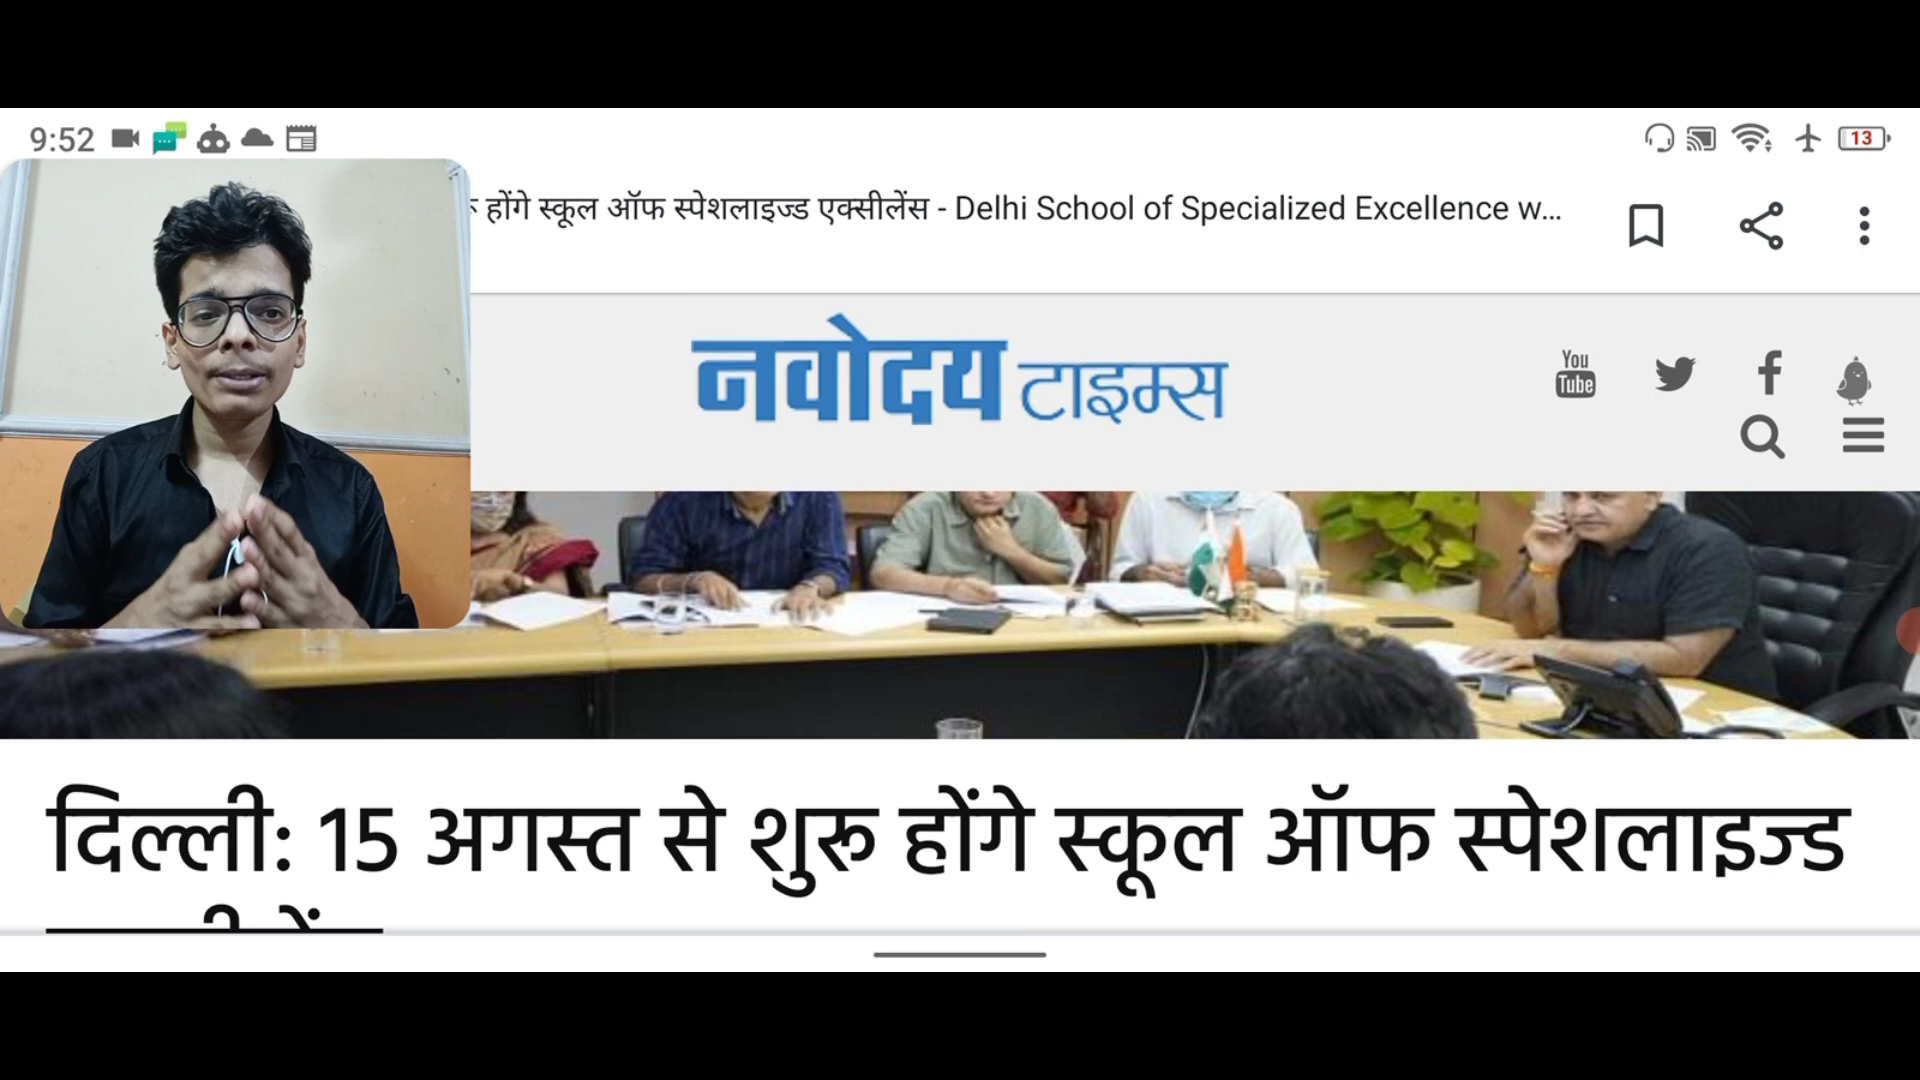 9:52
13
होंगे स्कूल ऑफ स्पेशलाइज्ड एक्सीलेंस - Delhi School of Specialized Excellence w...
नवोदय टाइम्स
You
Tube
दिल्ली: 15 अगस्त से शुरू होंगे स्कूल ऑफ स्पेशलाइज्ड